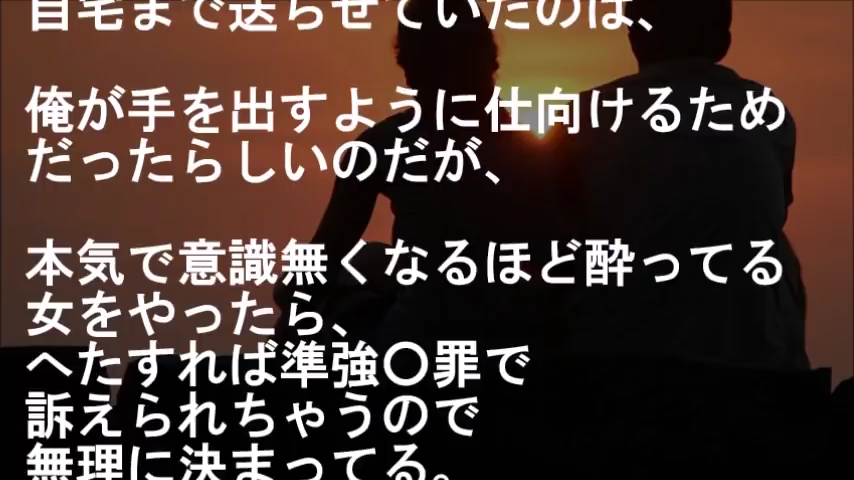 自宅まで送らせていたのは、
俺が手を出すように仕向けるため
だったらしいのだが、
本気で意識無くなるほど酔ってる
女をやったら、
へたすれば準強〇罪で
訴えられちゃうので
無理に決まってる。